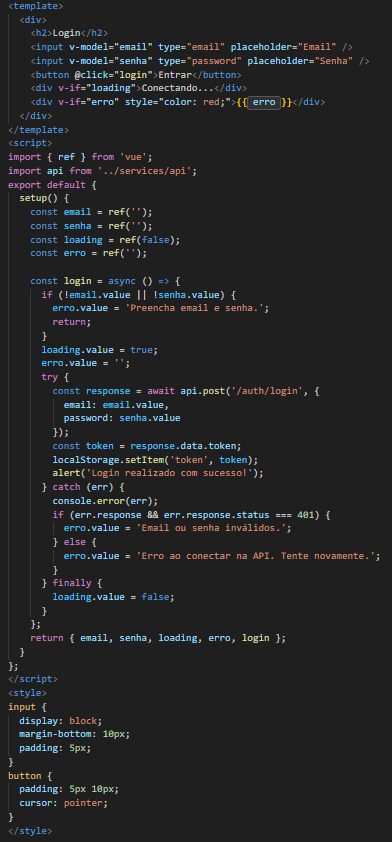 <template>
  <div>
    <h2>Login</h2>
    <input v-model="email" type="email" placeholder="Email" />
    <input v-model="senha" type="password" placeholder="Senha" />
    <button @click="login">Entrar</button>
    <div v-if="loading">Conectando...</div>
    <div v-if="erro" style="color: red;">{{ erro }}</div>
  </div>
</template>
<script>
import { ref } from 'vue';
import api from '../services/api';
export default {
  setup() {
    const email = ref('');
    const senha = ref('');
    const loading = ref(false);
    const erro = ref('');

    const login = async () => {
      if (!email.value || !senha.value) {
        erro.value = 'Preencha email e senha.';
        return;
      }
      loading.value = true;
      erro.value = '';
      try {
        const response = await api.post('/auth/login', {
          email: email.value,
          password: senha.value
        });
        const token = response.data.token;
        localStorage.setItem('token', token);
        alert('Login realizado com sucesso!');
      } catch (err) {
        console.error(err);
        if (err.response && err.response.status === 401) {
          erro.value = 'Email ou senha inválidos.';
        } else {
          erro.value = 'Erro ao conectar na API. Tente novamente.';
        }
      } finally {
        loading.value = false;
      }
    };
    return { email, senha, loading, erro, login };
  }
};
</script>
<style>
input {
  display: block;
  margin-bottom: 10px;
  padding: 5px;
}
button {
  padding: 5px 10px;
  cursor: pointer;
}
</style>